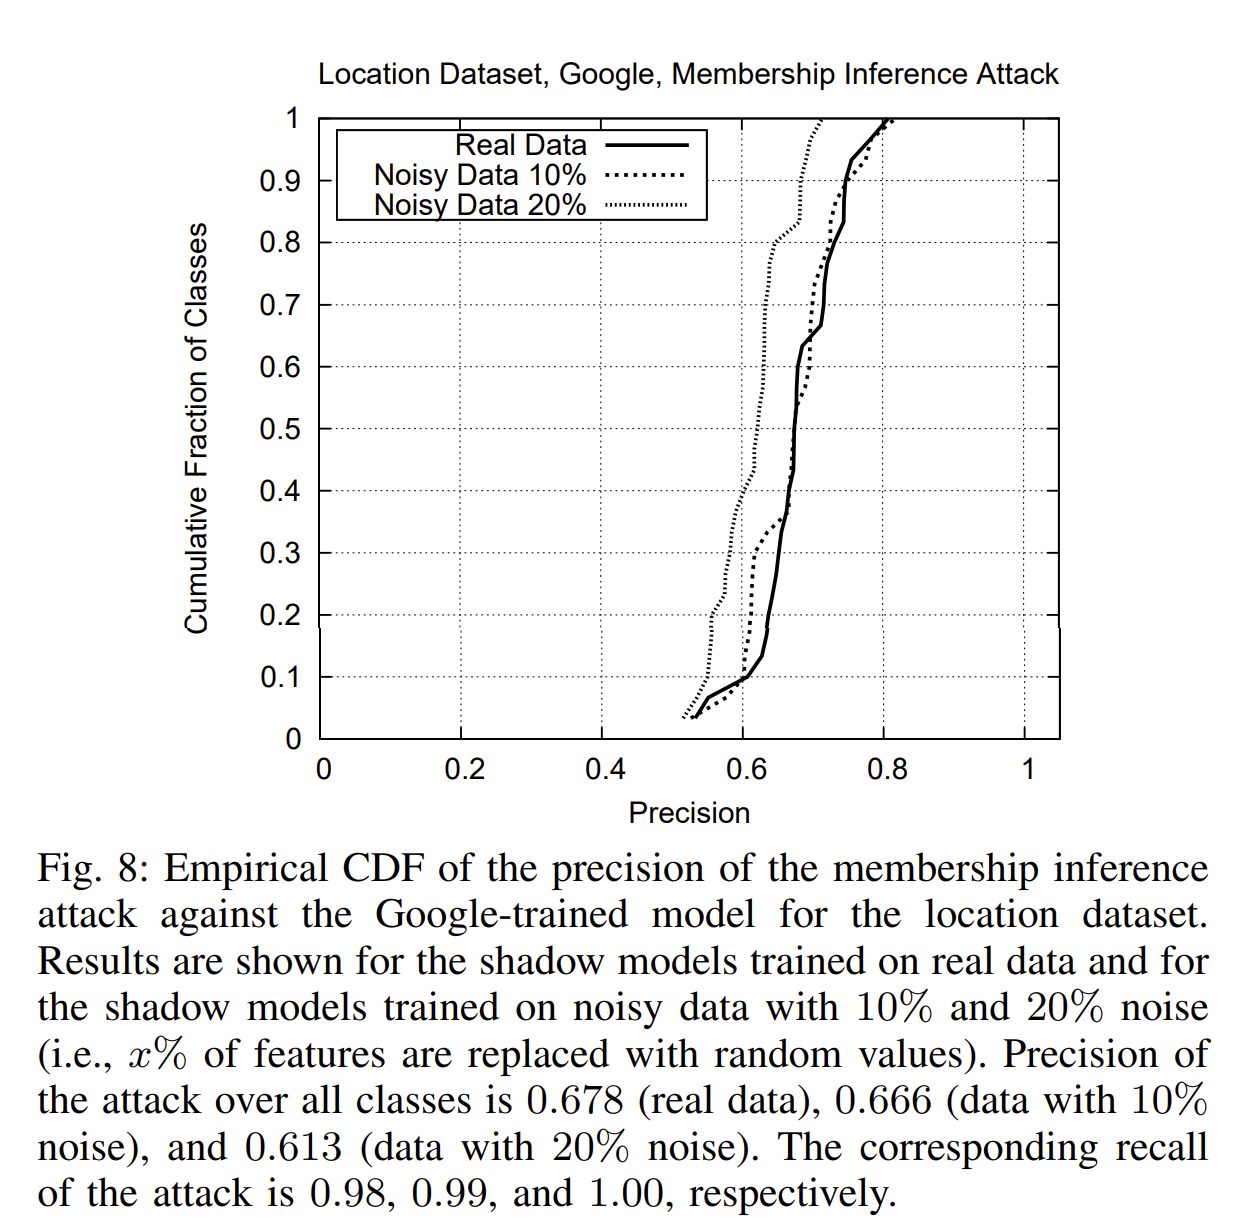 Location Dataset, Google, Membership Inference Attack
Real Data
Noisy Data 10%
Noisy Data 20%
Cumulative Fraction of Classes
1
0.9
0.8
0.7
0.6
0.5
0.4
0.3
0.2
0.1
0
0 0.2 0.4 0.6 0.8 1
Precision
Fig. 8: Empirical CDF of the precision of the membership inference
attack against the Google-trained model for the location dataset.
Results are shown for the shadow models trained on real data and for
the shadow models trained on noisy data with 10% and 20% noise
(i.e., x% of features are replaced with random values). Precision of
the attack over all classes is 0.678 (real data), 0.666 (data with 10%
noise), and 0.613 (data with 20% noise). The corresponding recall
of the attack is 0.98, 0.99, and 1.00, respectively.